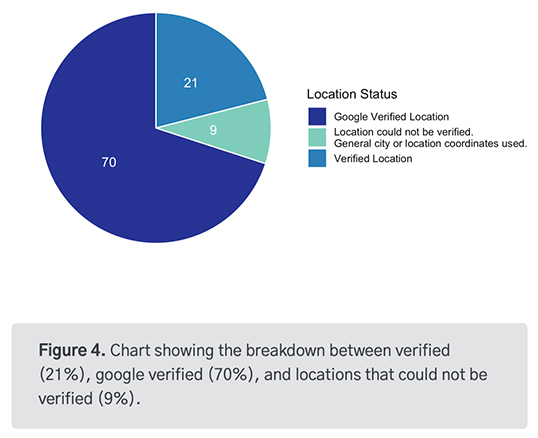 21
9
70
Location Status
Google Verified Location
Location could not be verified.
General city or location coordinates used.
Verified Location
Figure 4. Chart showing the breakdown between verified
(21%), google verified (70%), and locations that could not be
verified (9%).